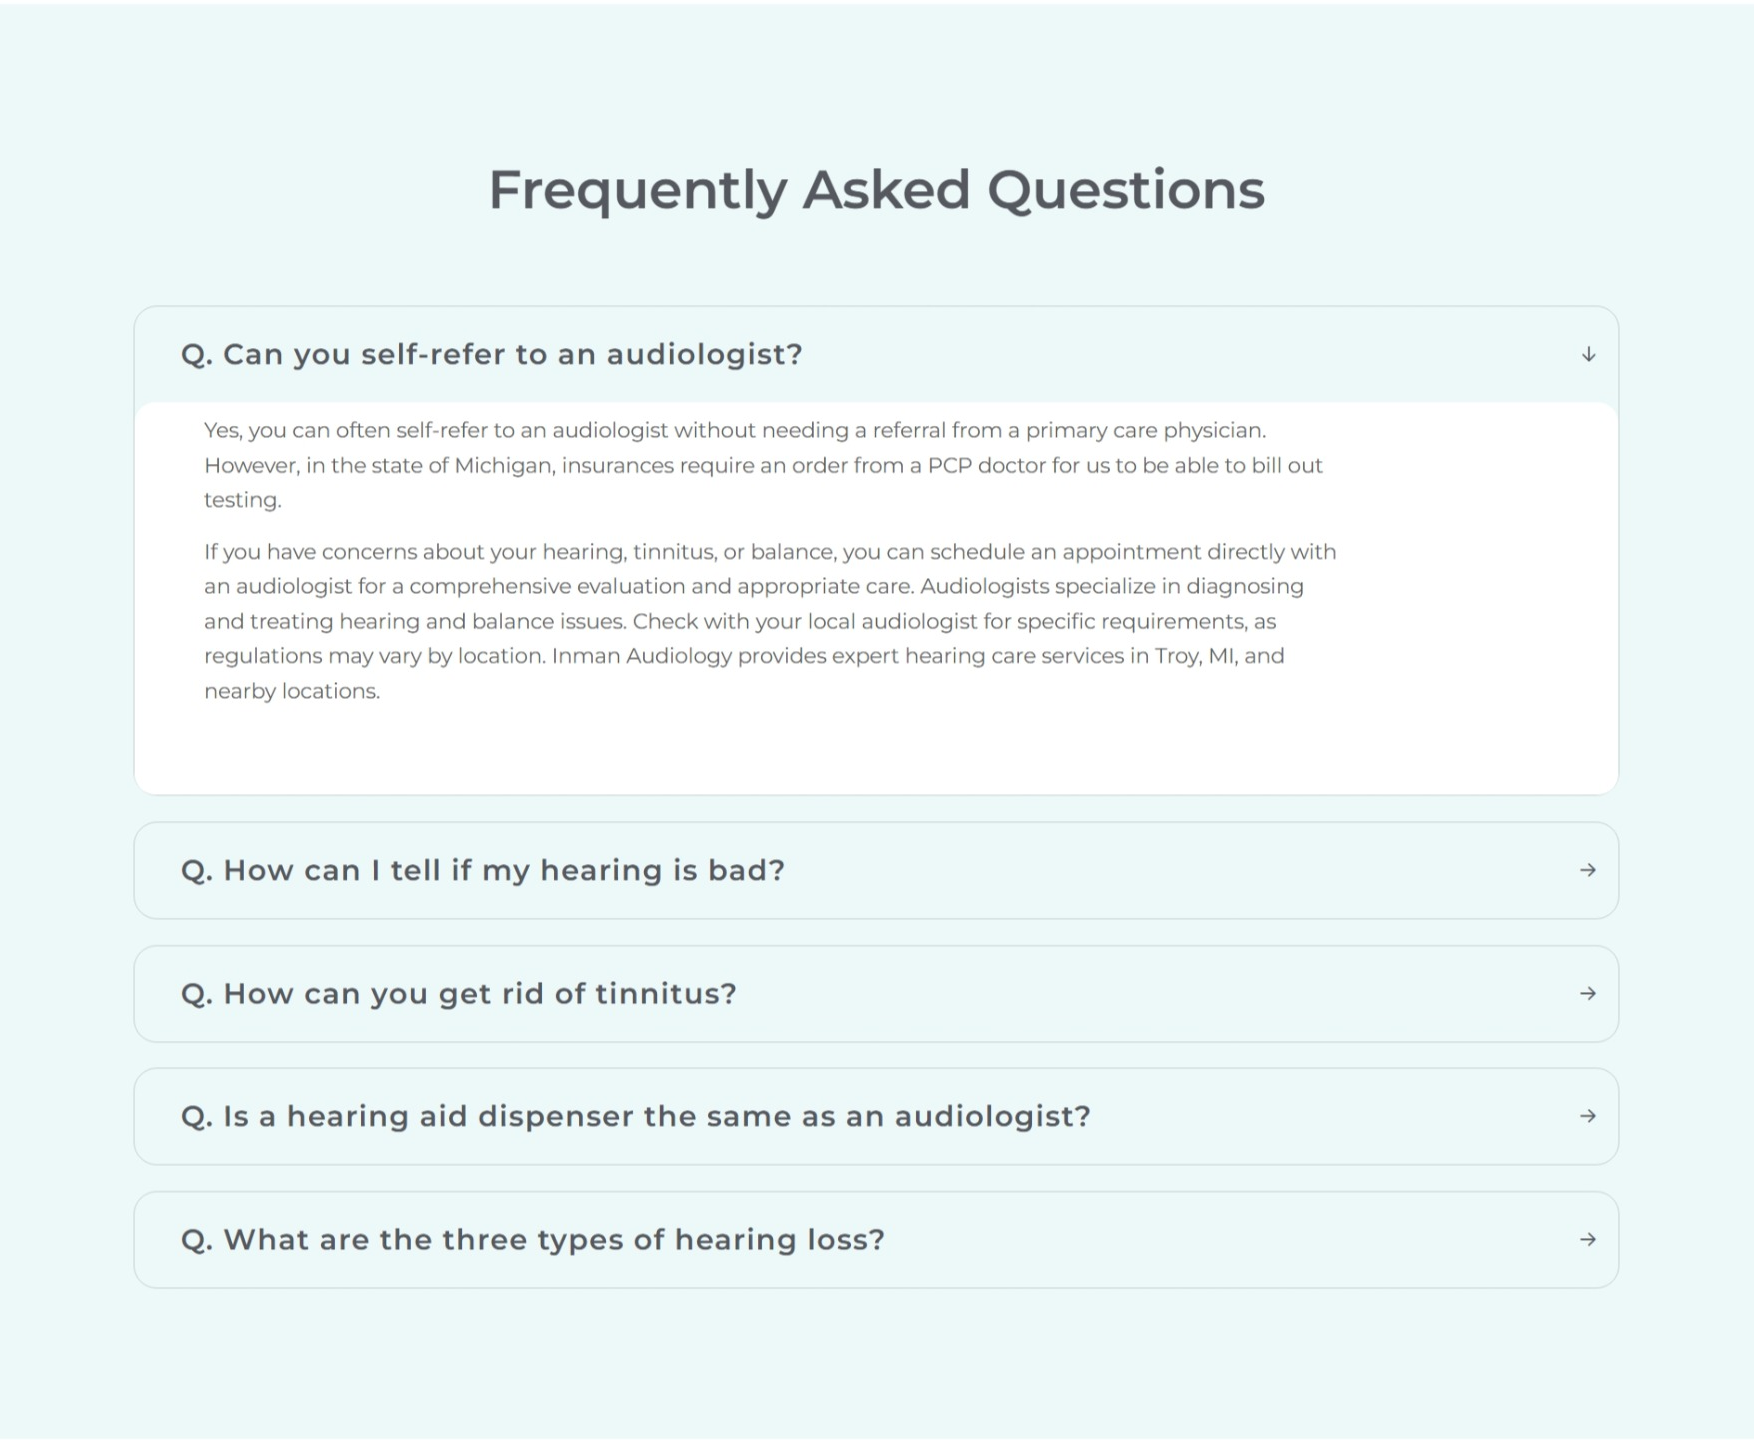 Frequently Asked Questions
Q. Can you self-refer to an audiologist?
Yes, you can often self-refer to an audiologist without needing a referral from a primary care physician.
However, in the state of Michigan, insurances require an order from a PCP doctor for us to be able to bill out
testing.
If you have concerns about your hearing, tinnitus, or balance, you can schedule an appointment directly with
an audiologist for a comprehensive evaluation and appropriate care. Audiologists specialize in diagnosing
and treating hearing and balance issues. Check with your local audiologist for specific requirements, as
regulations may vary by location. Inman Audiology provides expert hearing care services in Troy, MI, and
nearby locations.
Q. How can I tell if my hearing is bad?
Q. How can you get rid of tinnitus?
Q. Is a hearing aid dispenser the same as an audiologist?
Q. What are the three types of hearing loss?